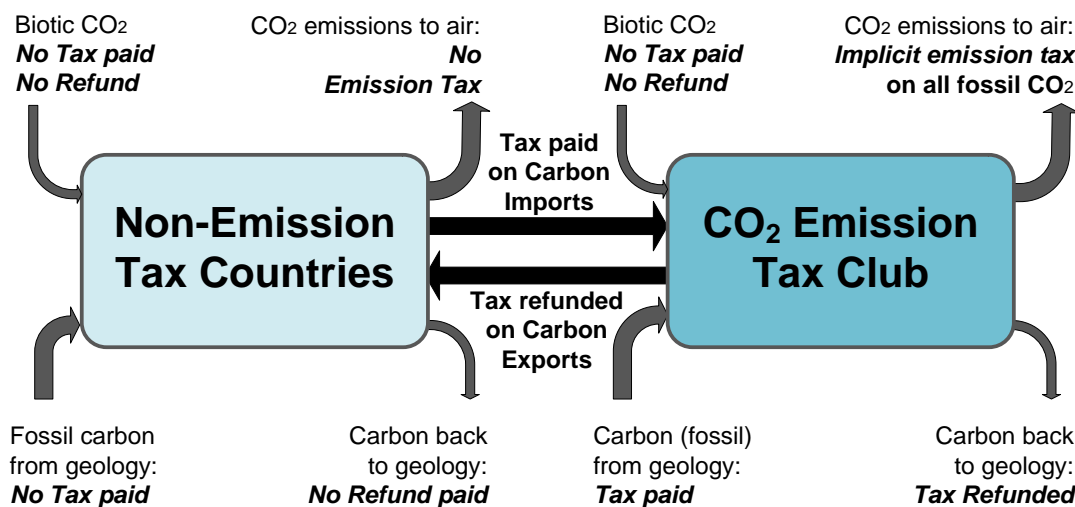 Biotic CO2
No Tax paid
No Refund
CO2 emissions to air:
No
Emission Tax
Biotic CO2
No Tax paid
No Refund
CO2 emissions to air:
Implicit emission tax
on all fossil CO2
Tax paid
on Carbon
Imports
Non-Emission
Tax Countries
CO2 Emission
Tax Club
Tax refunded
on Carbon
Exports
Fossil carbon
from geology:
No Tax paid
Carbon back
to geology:
No Refund paid
Carbon (fossil)
from geology:
Tax paid
Carbon back
to geology:
Tax Refunded